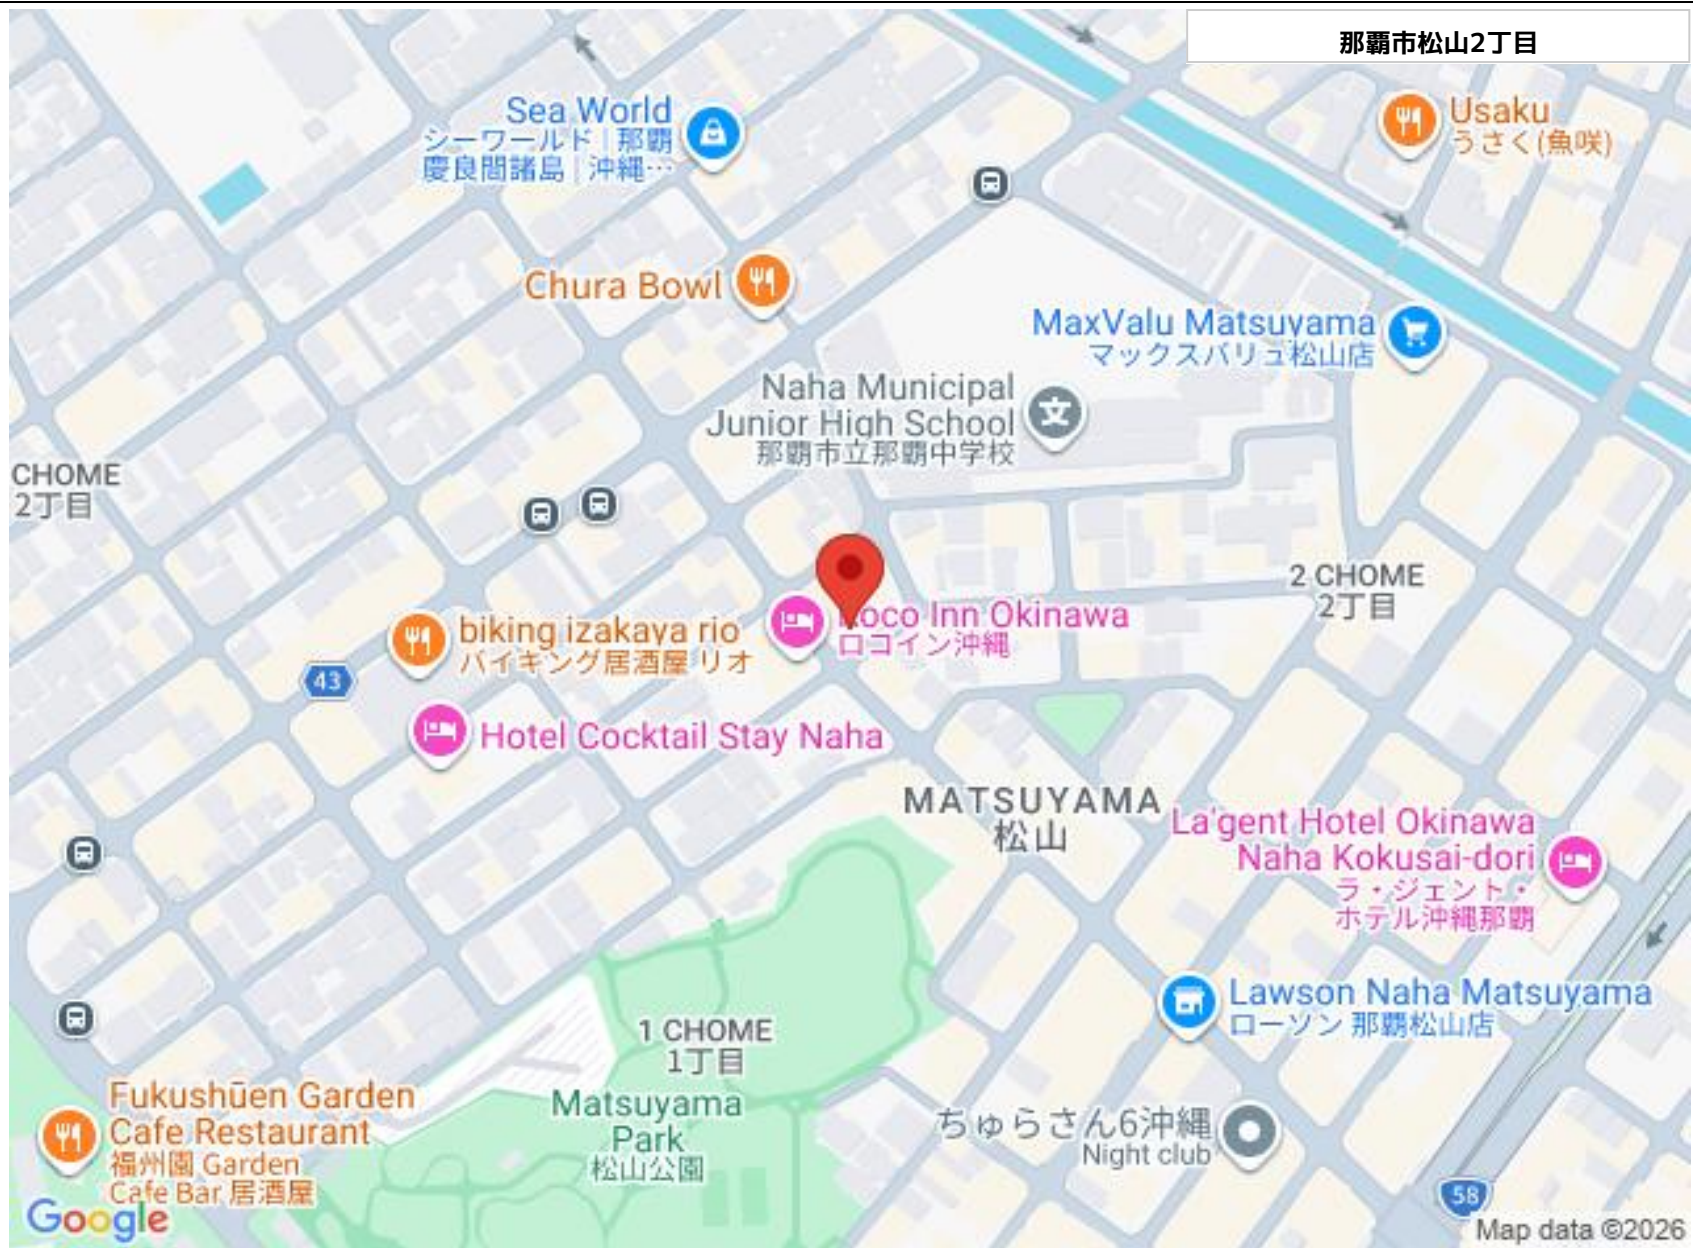 那覇市松山2丁目
Sea World
シーワールド | 那覇
慶良間諸島 | 沖縄…
Usaku
うさく(魚咲)
Chura Bowl
MaxValu Matsuyama
マックスバリュ松山店
Naha Municipal
Junior High School
那覇市立那覇中学校
CHOME
2丁目
2 CHOME
2丁目
Roco Inn Okinawa
ロコイン沖縄
biking izakaya rio
バイキング居酒屋 リオ
43
Hotel Cocktail Stay Naha
MATSUYAMA
松山
La'gent Hotel Okinawa
Naha Kokusai-dori
ラ・ジェント・
ホテル沖縄那覇
Lawson Naha Matsuyama
ローソン 那覇松山店
1 CHOME
1丁目
Matsuyama
Park
松山公園
Fukushūen Garden
Cafe Restaurant
福州園 Garden
Cafe Bar 居酒屋
ちゅらさん6沖縄
Night club
58
Google
Map data ©2026